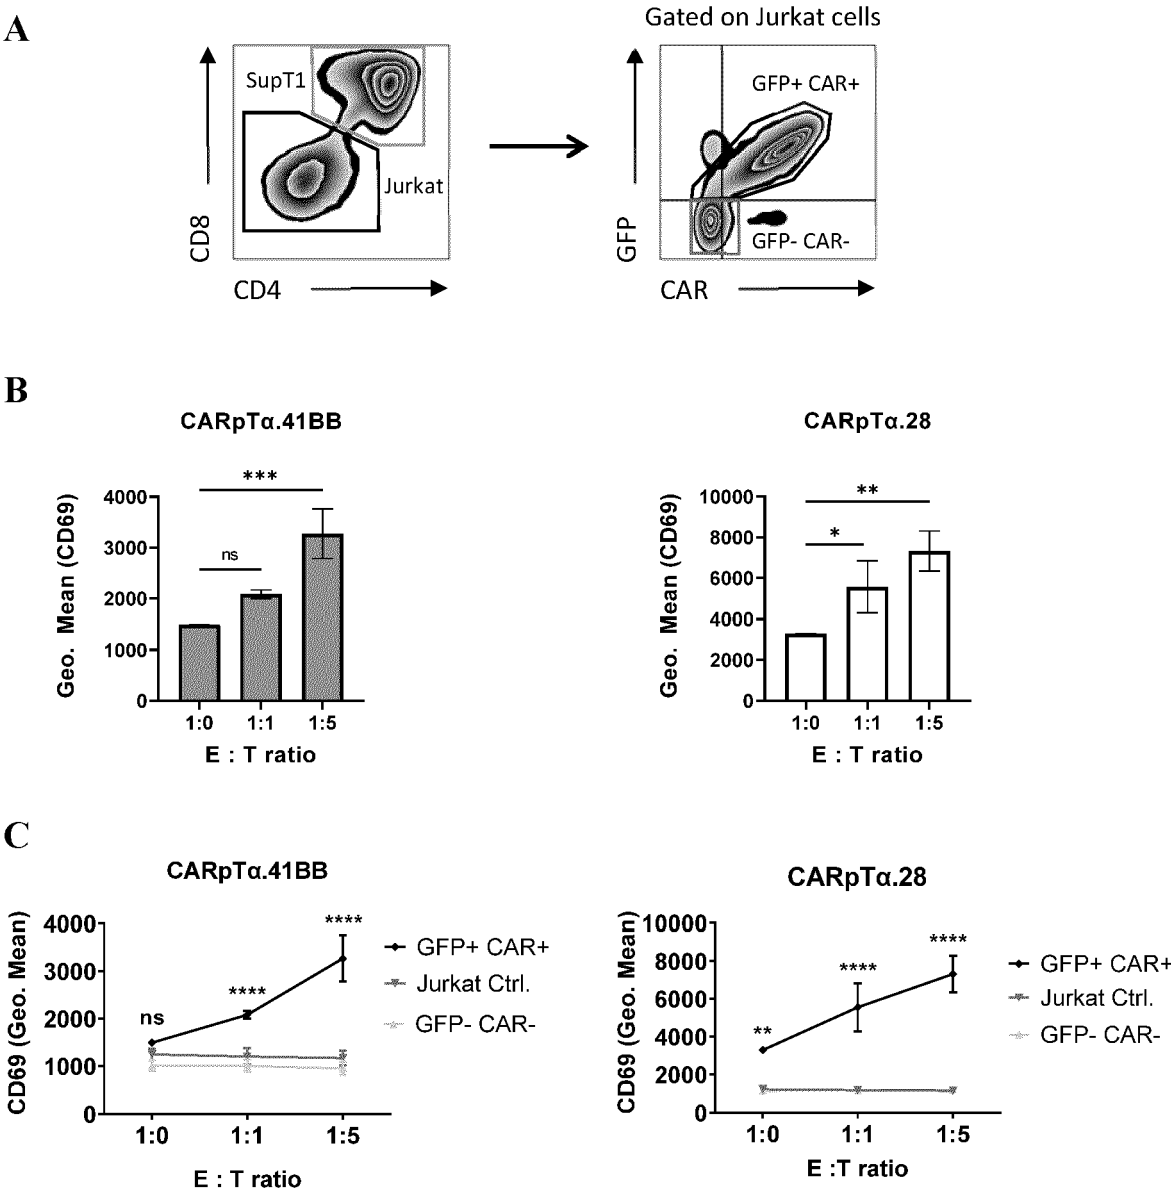 A
Gated on Jurkat cells
SupT1
Jurkat
CD8
CD4
GFP+ CAR+
GFP- CAR-
GFP
CAR
B
CARpTα.41BB
***
ns
Geo. Mean (CD69)
4000
3000
2000
1000
0
1:0 1:1 1:5
E : T ratio
CARpTα.28
**
*
Geo. Mean (CD69)
10000
8000
6000
4000
2000
0
1:0 1:1 1:5
E : T ratio
C
CARpTα.41BB
CD69 (Geo. Mean)
4000
3000
2000
1000
0
ns
****
****
1:0 1:1 1:5
E : T ratio
GFP+ CAR+
Jurkat Ctrl.
GFP- CAR-
CARpTα.28
CD69 (Geo. Mean)
10000
8000
6000
4000
2000
0
**
****
****
1:0 1:1 1:5
E :T ratio
GFP+ CAR+
Jurkat Ctrl.
GFP- CAR-